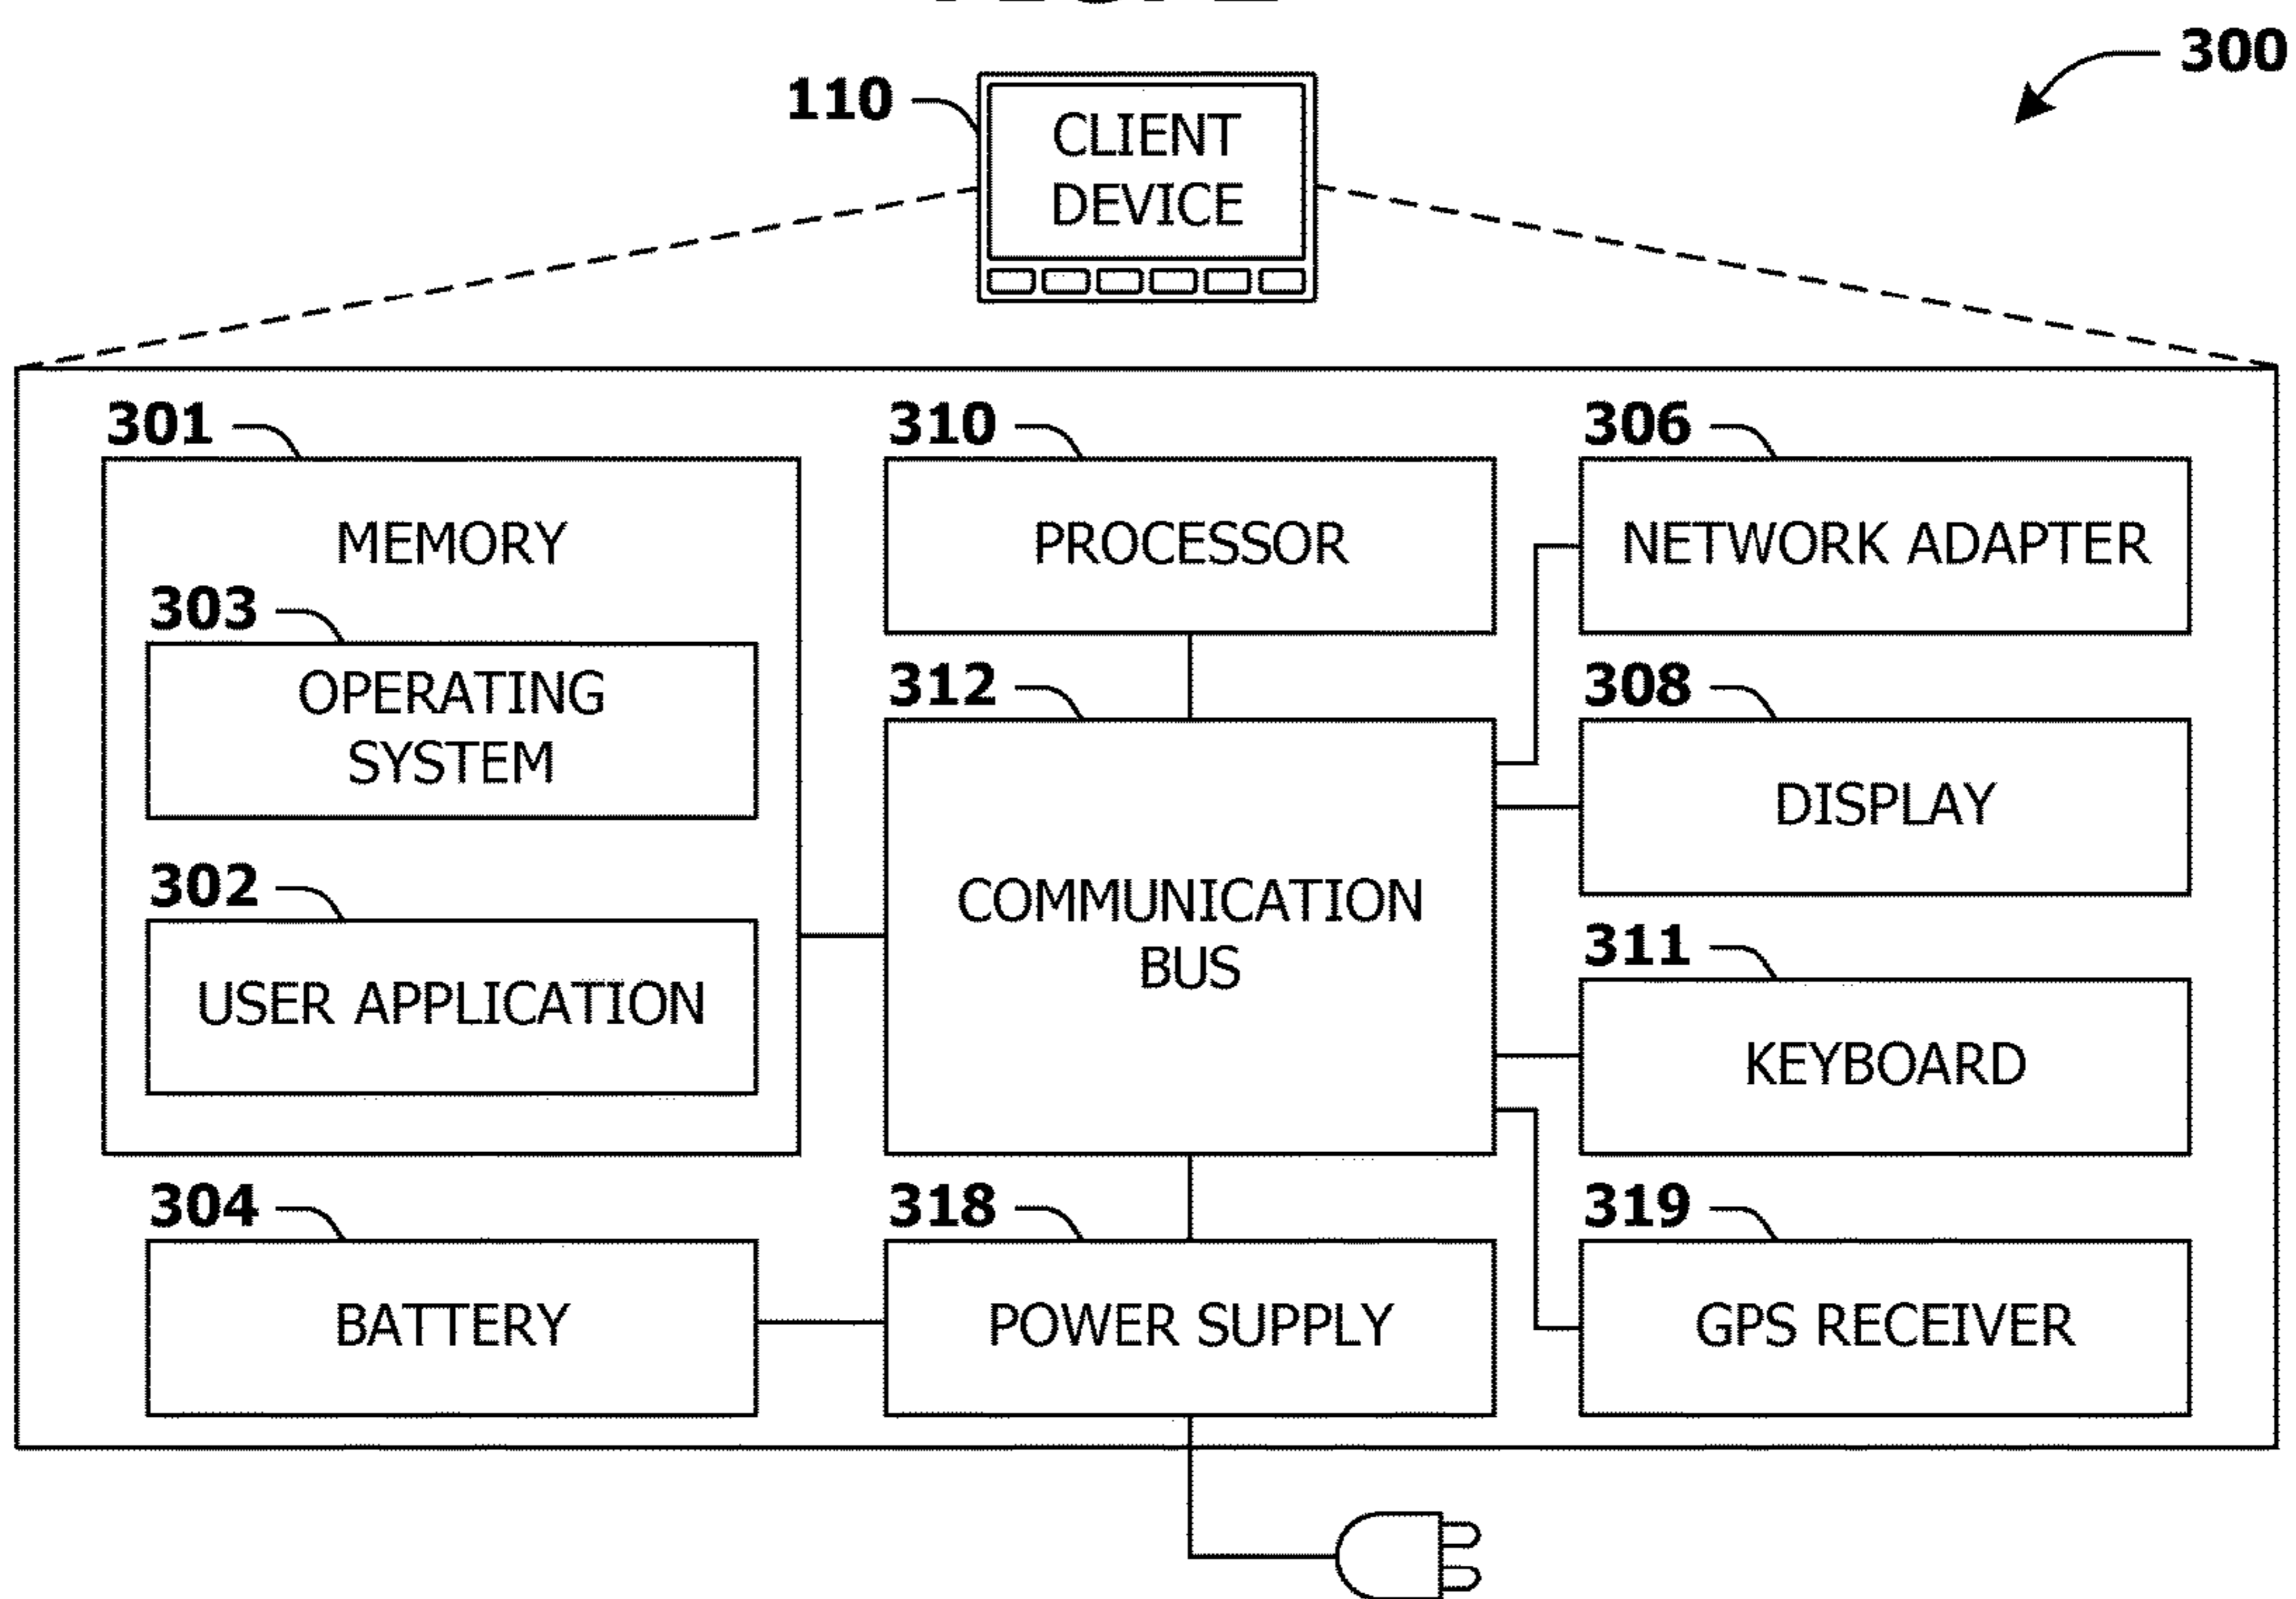 300
110
CLIENT
DEVICE
301
310
306
MEMORY
PROCESSOR
NETWORK ADAPTER
303
OPERATING
SYSTEM
312
308
COMMUNICATION
BUS
DISPLAY
302
USER APPLICATION
311
KEYBOARD
304
318
319
BATTERY
POWER SUPPLY
GPS RECEIVER